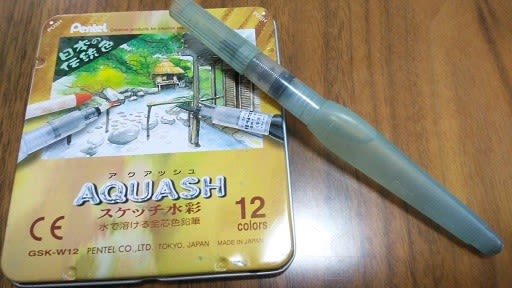 Pentel
日本の
伝統色
アクアッシュ
AQUASH
スケッチ水彩
水で溶ける全芯色鉛筆
12
colors
CE
GSK-W12 PENTEL CO., LTD. TOKYO, JAPAN MADE IN JAPAN